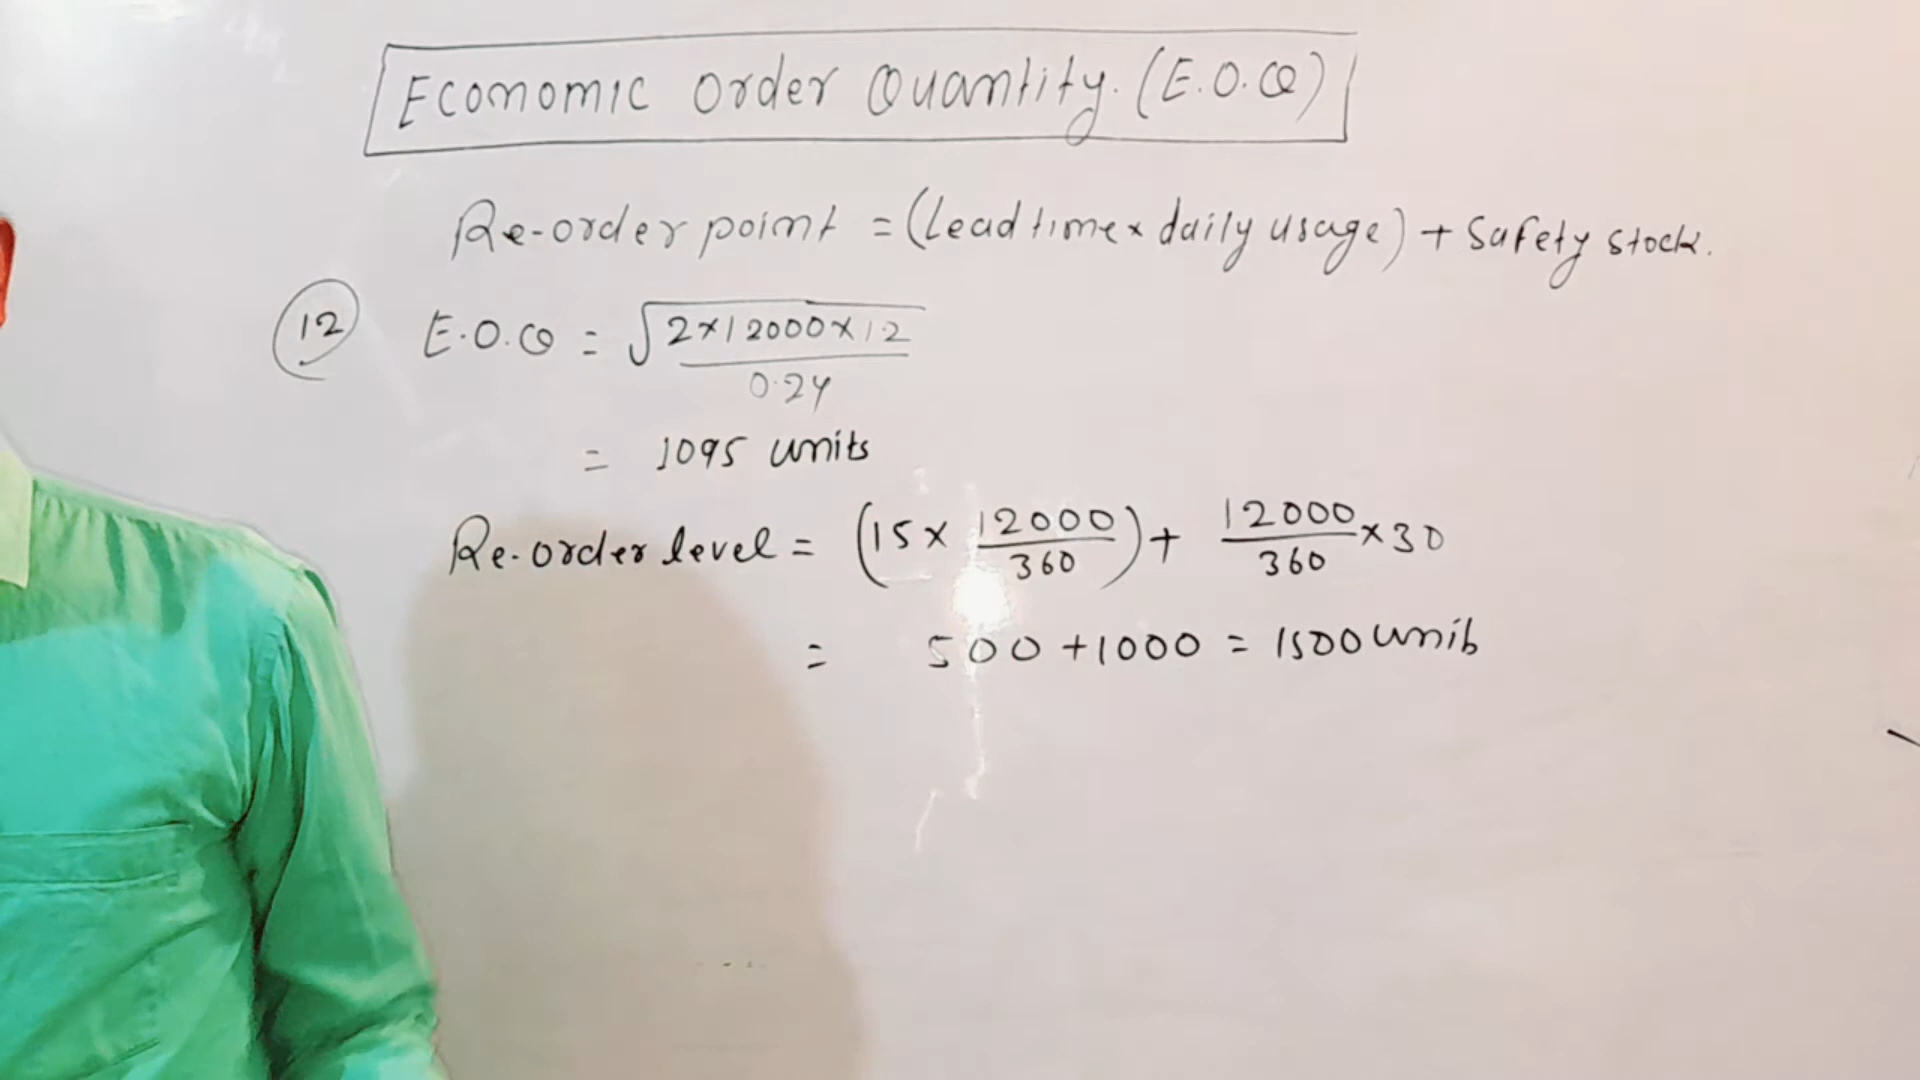 Economic Order Quantity. (E.O.Q)
Re-order point = (Lead time × daily usage) + Safety stock.
12 E.O.Q = √2×12000×12
0.24
= 1095 units
Re-order level = (15 × 12000/360) + 12000/360 × 30
= 500 + 1000 = 1500 units